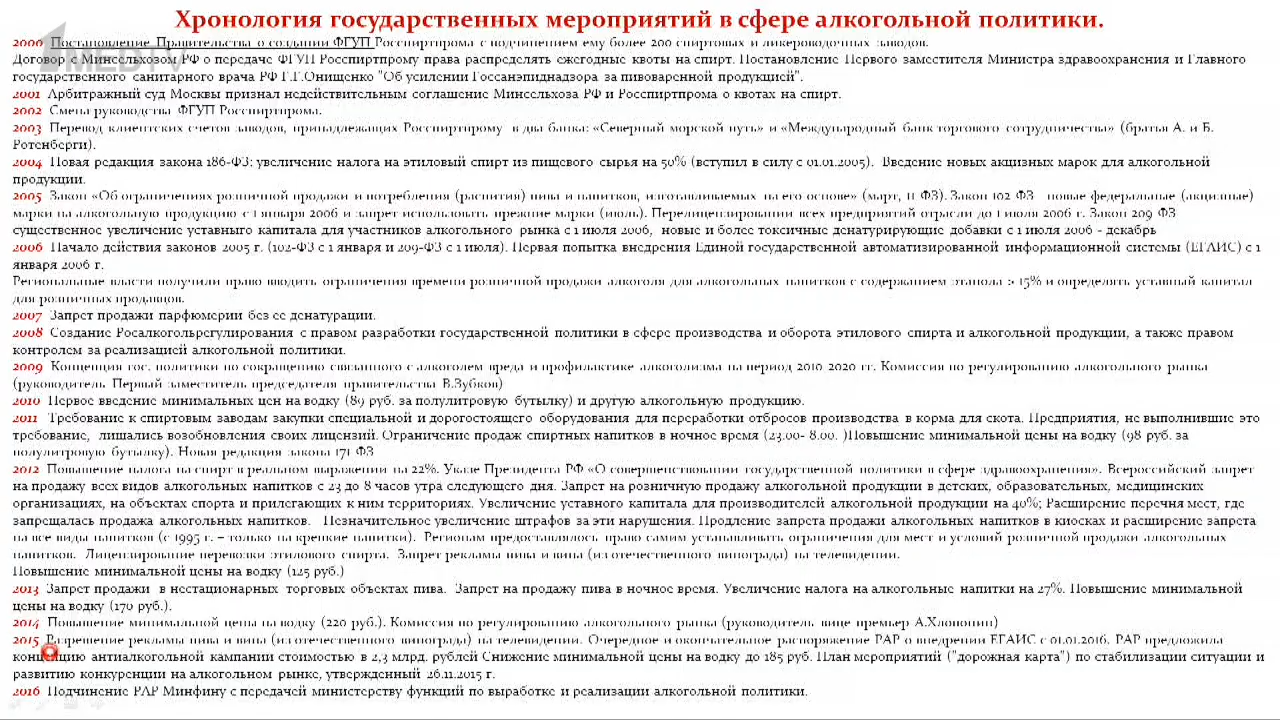 Хронология государственных мероприятий в сфере алкогольной политики.
1MEDTV
2000 Постановление Правительства о создании ФГУП Росспиртпрома с подчинением ему более 200 спиртовых и ликероводочных заводов.
Договор с Минсельхозом РФ о передаче ФГУП Росспиртпрому права распределять ежегодные квоты на спирт. Постановление Первого заместителя Министра здравоохранения и Главного
государственного санитарного врача РФ Г.Г.Онищенко "Об усилении Госсанэпиднадзора за пивоваренной продукцией".
2001 Арбитражный суд Москвы признал недействительным соглашение Минсельхоза РФ и Росспиртпрома о квотах на спирт.
2002 Смена руководства ФГУП Росспиртпрома.
2003 Перевод клиентских счетов заводов, принадлежащих Росспиртпрому в два банка: «Северный морской путь» и «Международный банк торгового сотрудничества» (братья А. и Б.
Ротенберги).
2004 Новая редакция закона 186-ФЗ: увеличение налога на этиловый спирт из пищевого сырья на 50% (вступил в силу с 01.01.2005). Введение новых акцизных марок для алкогольной
продукции.
2005 Закон «Об ограничениях розничной продажи и потребления (распития) пива и напитков, изготавливаемых на его основе» (март, 11 ФЗ). Закон 102 ФЗ новые федеральные (акцизные)
марки на алкогольную продукцию с 1 января 2006 и запрет использовать прежние марки (июль). Перелицензировании всех предприятий отрасли до 1 июля 2006 г. Закон 209 ФЗ
существенное увеличение уставного капитала для участников алкогольного рынка с 1 июля 2006, новые и более токсичные денатурирующие добавки с 1 июля 2006 - декабрь
2006 Начало действия законов 2005 г. (102-ФЗ с 1 января и 209-ФЗ с 1 июля). Первая попытка внедрения Единой государственной автоматизированной информационной системы (ЕГАИС) с 1
января 2006 г.
Региональные власти получили право вводить ограничения времени розничной продажи алкоголя для алкогольных напитков с содержанием этанола > 15% и определять уставный капитал
для розничных продавцов.
2007 Запрет продажи парфюмерии без ее денатурации.
2008 Создание Росалкогольрегулирования с правом разработки государственной политики в сфере производства и оборота этилового спирта и алкогольной продукции, а также правом
контролем за реализацией алкогольной политики.
2009 Концепция гос. политики по сокращению связанного с алкоголем вреда и профилактике алкоголизма на период 2010-2020 гг. Комиссия по регулированию алкогольного рынка
(руководитель Первый заместитель председателя правительства В.Зубков)
2010 Первое введение минимальных цен на водку (89 руб. за полулитровую бутылку) и другую алкогольную продукцию.
2011 Требование к спиртовым заводам закупки специальной и дорогостоящего оборудования для переработки отбросов производства в корма для скота. Предприятия, не выполнившие это
требование, лишались возобновления своих лицензий. Ограничение продаж спиртных напитков в ночное время (23.00- 8.00. )Повышение минимальной цены на водку (98 руб. за
полулитровую бутылку). Новая редакция закона 171 ФЗ
2012 Повышение налога на спирт в реальном выражении на 22%. Указе Президента РФ «О совершенствовании государственной политики в сфере здравоохранения». Всероссийский запрет
на продажу всех видов алкогольных напитков с 23 до 8 часов утра следующего дня. Запрет на розничную продажу алкогольной продукции в детских, образовательных, медицинских
организациях, на объектах спорта и прилегающих к ним территориях. Увеличение уставного капитала для производителей алкогольной продукции на 40%; Расширение перечня мест, где
запрещалась продажа алкогольных напитков. Незначительное увеличение штрафов за эти нарушения. Продление запрета продажи алкогольных напитков в киосках и расширение запрета
на все виды напитков (с 1995 г. – только на крепкие напитки). Регионам предоставлялось право самим устанавливать ограничения для мест и условий розничной продажи алкогольных
напитков. Лицензирование перевозки этилового спирта. Запрет рекламы пива и вина (из отечественного винограда) на телевидении.
Повышение минимальной цены на водку (125 руб.)
2013 Запрет продажи в нестационарных торговых объектах пива. Запрет на продажу пива в ночное время. Увеличение налога на алкогольные напитки на 27%. Повышение минимальной
цены на водку (170 руб.).
2014 Повышение минимальной цены на водку (220 руб.). Комиссия по регулированию алкогольного рынка (руководитель вице премьер А.Хлопонин)
2015 Разрешение рекламы пива и вина (из отечественного винограда) на телевидении. Очередное и окончательное распоряжение РАР о внедрении ЕГАИС с 01.01.2016. РАР предложила
концепцию антиалкогольной кампании стоимостью в 2,3 млрд. рублей Снижение минимальной цены на водку до 185 руб. План мероприятий ("дорожная карта") по стабилизации ситуации и
развитию конкуренции на алкогольном рынке, утвержденный 26.11.2015 г.
2016 Подчинение РАР Минфину с передачей министерству функций по выработке и реализации алкогольной политики.